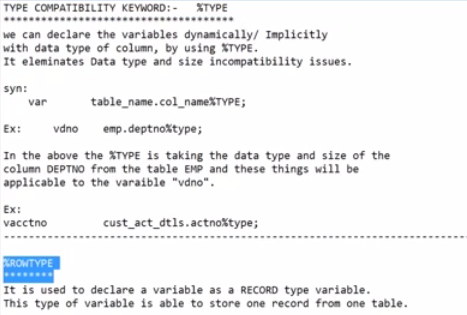 TYPE COMPATIBILITY KEYWORD:-   %TYPE
************************************
we can declare the variables dynamically/ Implicitly
with data type of column, by using %TYPE.
It eleminates Data type and size incompatibility issues.
syn:
var      table_name.col_name%TYPE;
Ex:    vdno    emp.deptno%type;
In the above the %TYPE is taking the data type and size of the
column DEPTNO from the table EMP and these things will be
applicable to the varaible "vdno".
Ex:
vacctno       cust_act_dtls.actno%type;
----------------------------------------------------------------
%ROWTYPE
********
It is used to declare a variable as a RECORD type variable.
This type of variable is able to store one record from one table.